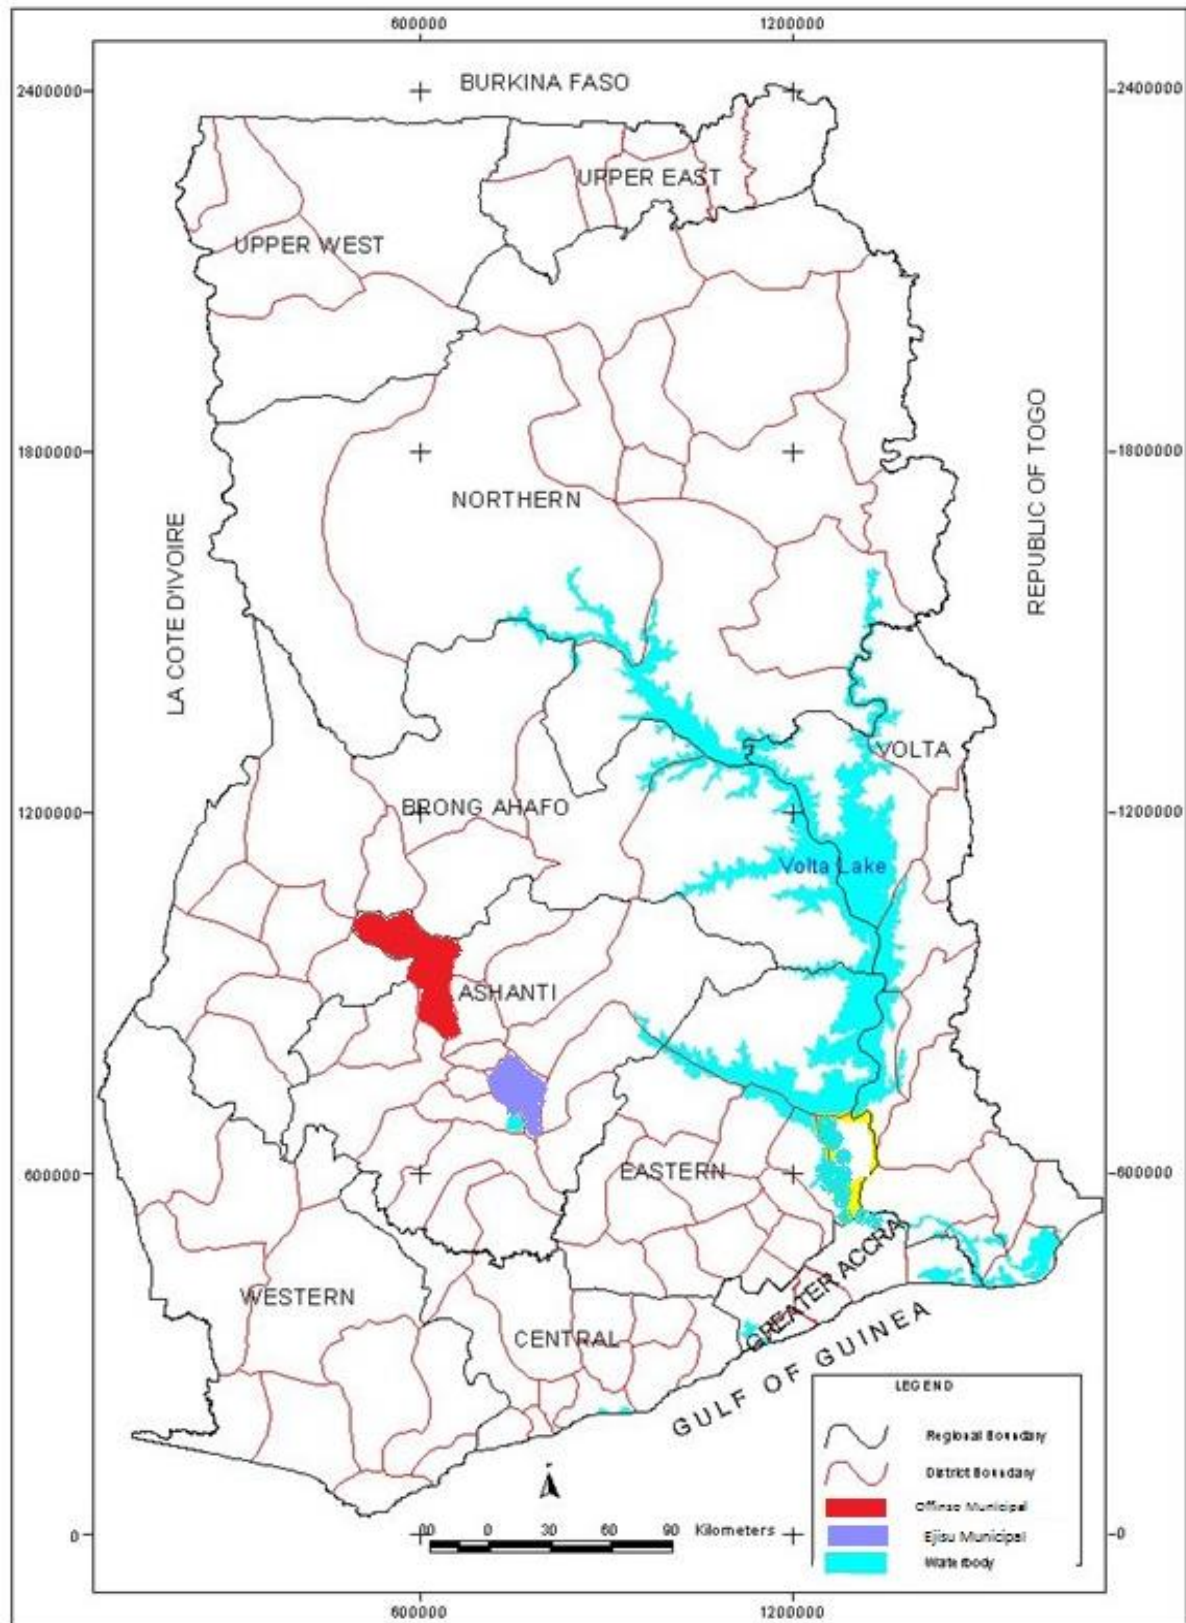 600000 1200000
2400000 2400000
BURKINA FASO
UPPER EAST
UPPER WEST
REPUBLIC OF TOGO
1800000 1800000
NORTHERN
LA COTE D'IVOIRE
VOLTA
1200000 1200000
BRONG AHAFO
Volta Lake
ASHANTI
600000 600000
EASTERN
GREATER ACCRA
WESTERN
CENTRAL
GULF OF GUINEA
LEGEND
Regional Boundary
District Boundary
Offinso Municipal
Ejisu Municipal
Waterbody
0 30 60 90 Kilometers
0 0
600000 1200000